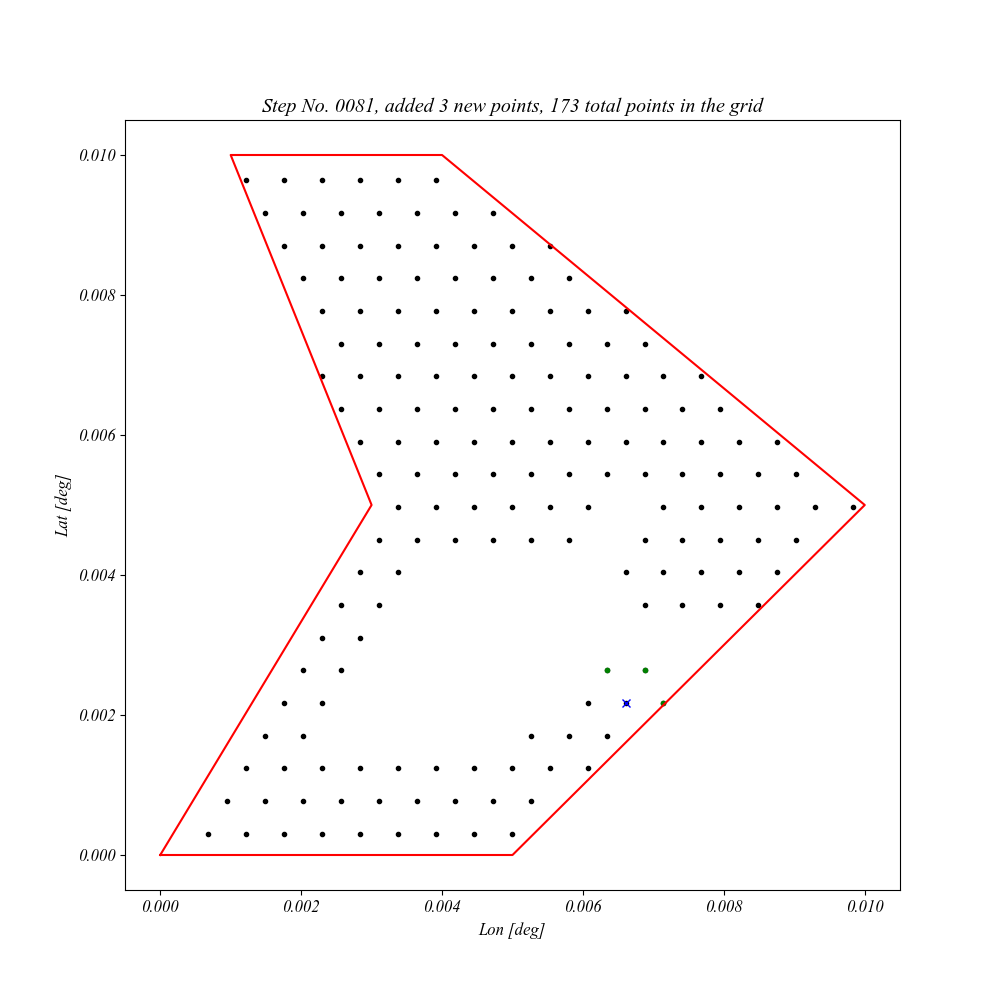 Step No. 0081, added 3 new points, 173 total points in the grid
0.010
0.008
0.006
0.004
0.002
0.000
Lat [deg]
0.000 0.002 0.004 0.006 0.008 0.010
Lon [deg]